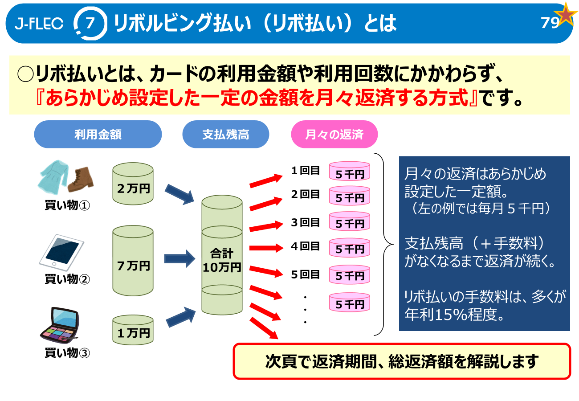 J-FLEC 7 リボルビング払い（リボ払い）とは 79
○リボ払いとは、カードの利用金額や利用回数にかかわらず、
『あらかじめ設定した一定の金額を月々返済する方式』です。
利用金額 支払残高 月々の返済
買い物① 2万円
買い物② 7万円
買い物③ 1万円
合計
10万円
1回目 5千円
2回目 5千円
3回目 5千円
4回目 5千円
5回目 5千円
・ 5千円
・
・
月々の返済はあらかじめ
設定した一定額。
（左の例では毎月５千円）
支払残高（＋手数料）
がなくなるまで返済が続く。
リボ払いの手数料は、多くが
年利15％程度。
次頁で返済期間、総返済額を解説します